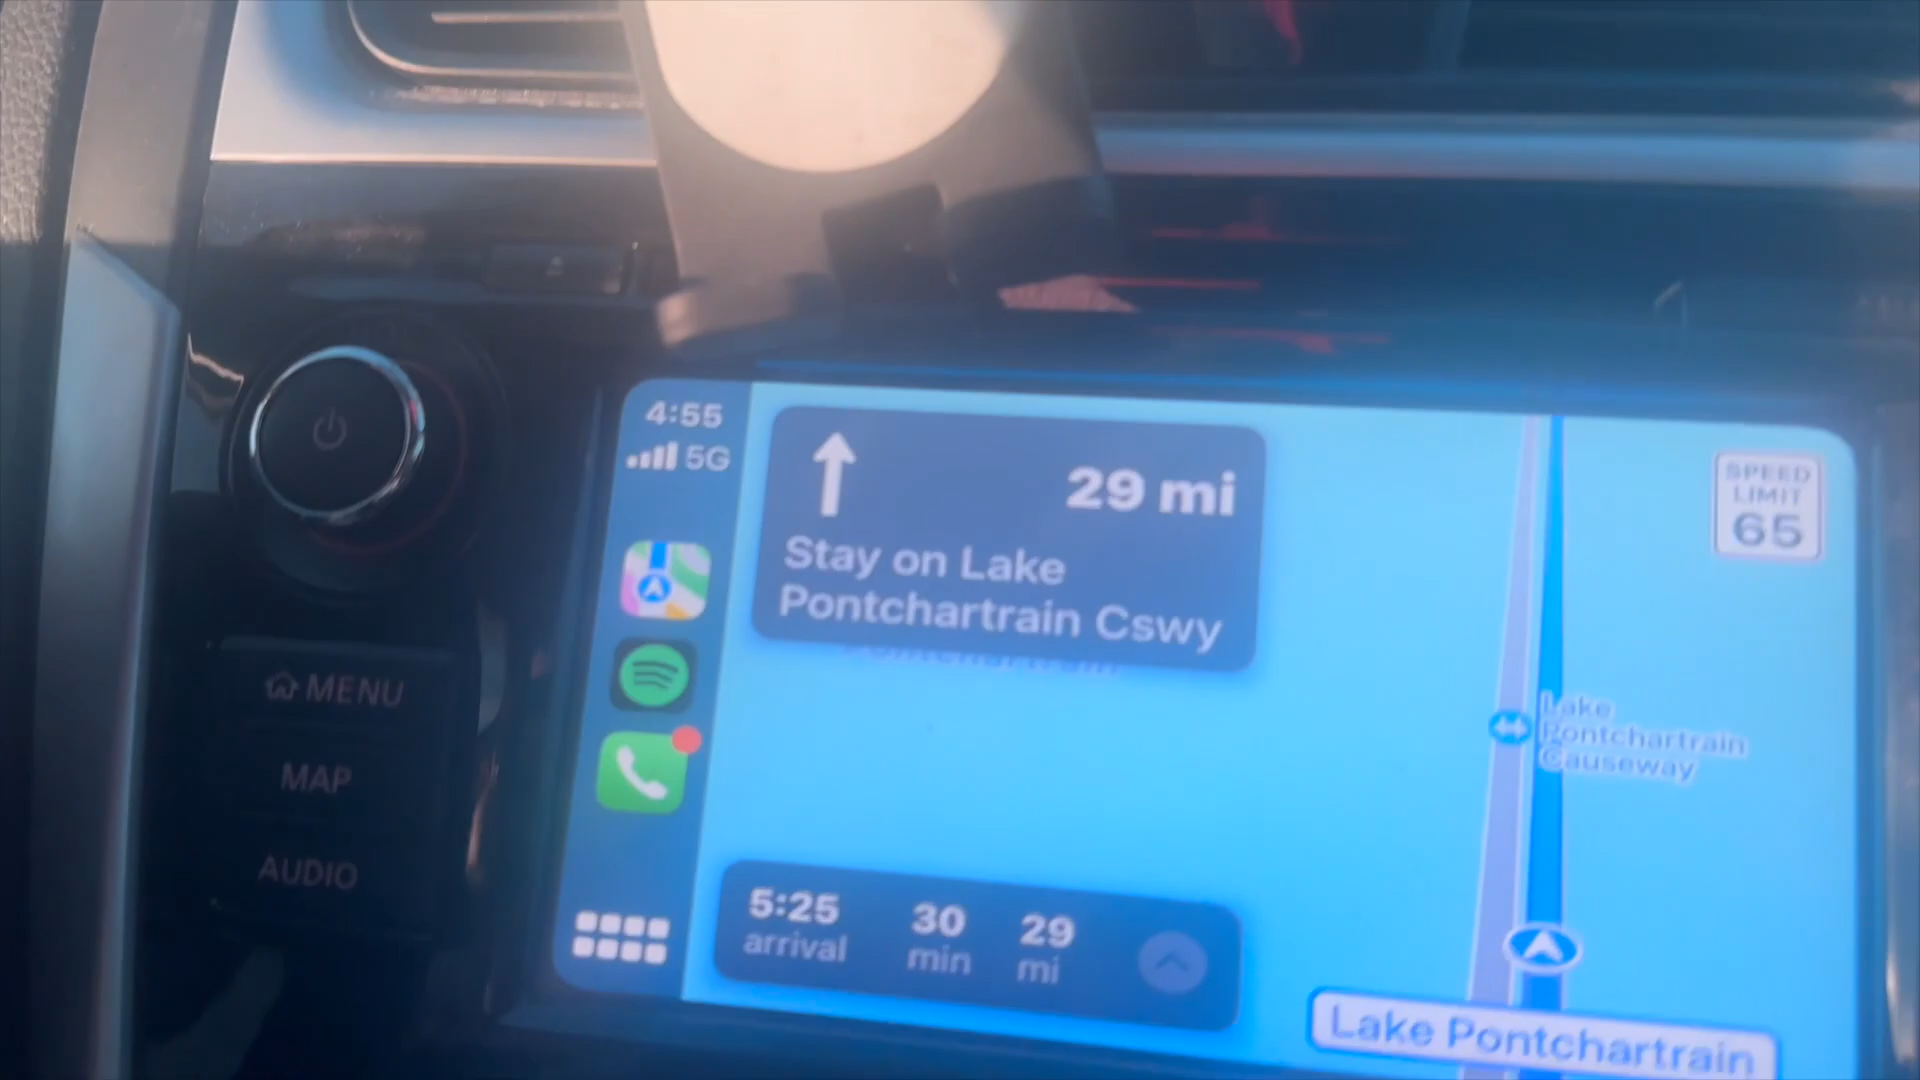 4:55
5G
29 mi
Stay on Lake
Pontchartrain Cswy
SPEED
LIMIT
65
Lake
Pontchartrain
Causeway
MENU
MAP
AUDIO
5:25
arrival
30
min
29
mi
Lake Pontchartrain